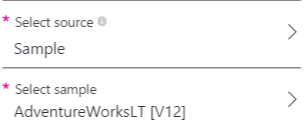 * Select source
Sample
* Select sample
AdventureWorksLT [V12]